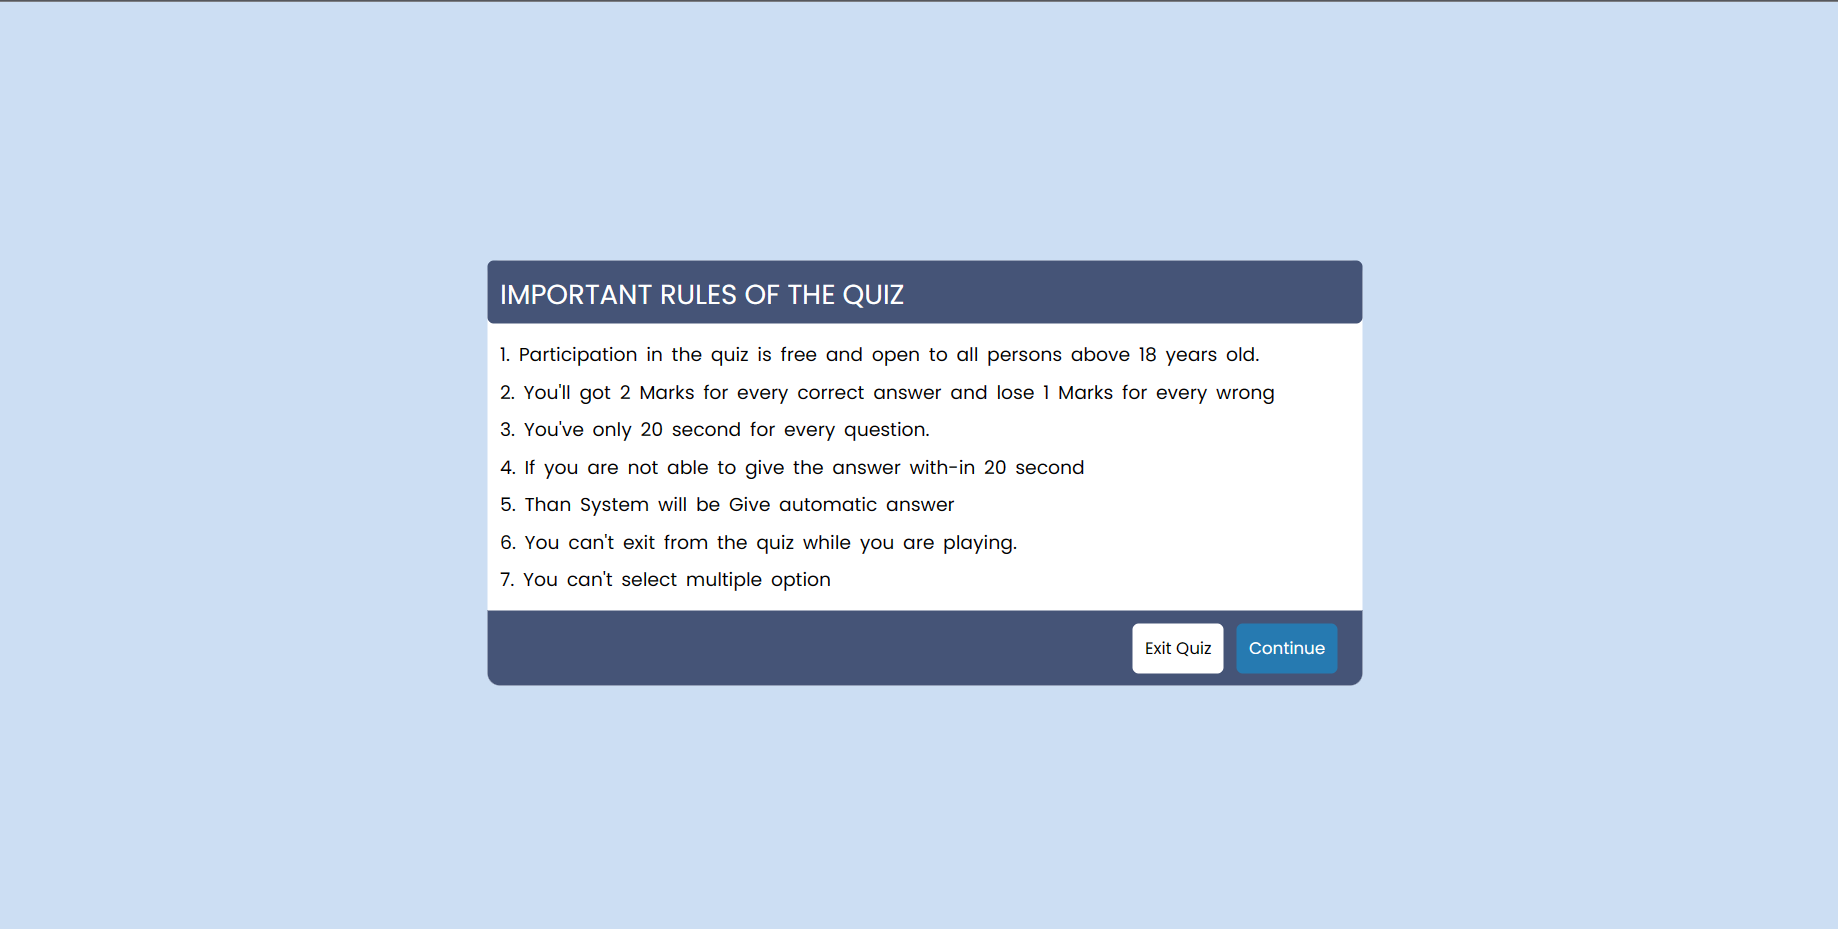 IMPORTANT RULES OF THE QUIZ
1. Participation in the quiz is free and open to all persons above 18 years old.
2. You'll got 2 Marks for every correct answer and lose 1 Marks for every wrong
3. You've only 20 second for every question.
4. If you are not able to give the answer with-in 20 second
5. Than System will be Give automatic answer
6. You can't exit from the quiz while you are playing.
7. You can't select multiple option
Exit Quiz
Continue